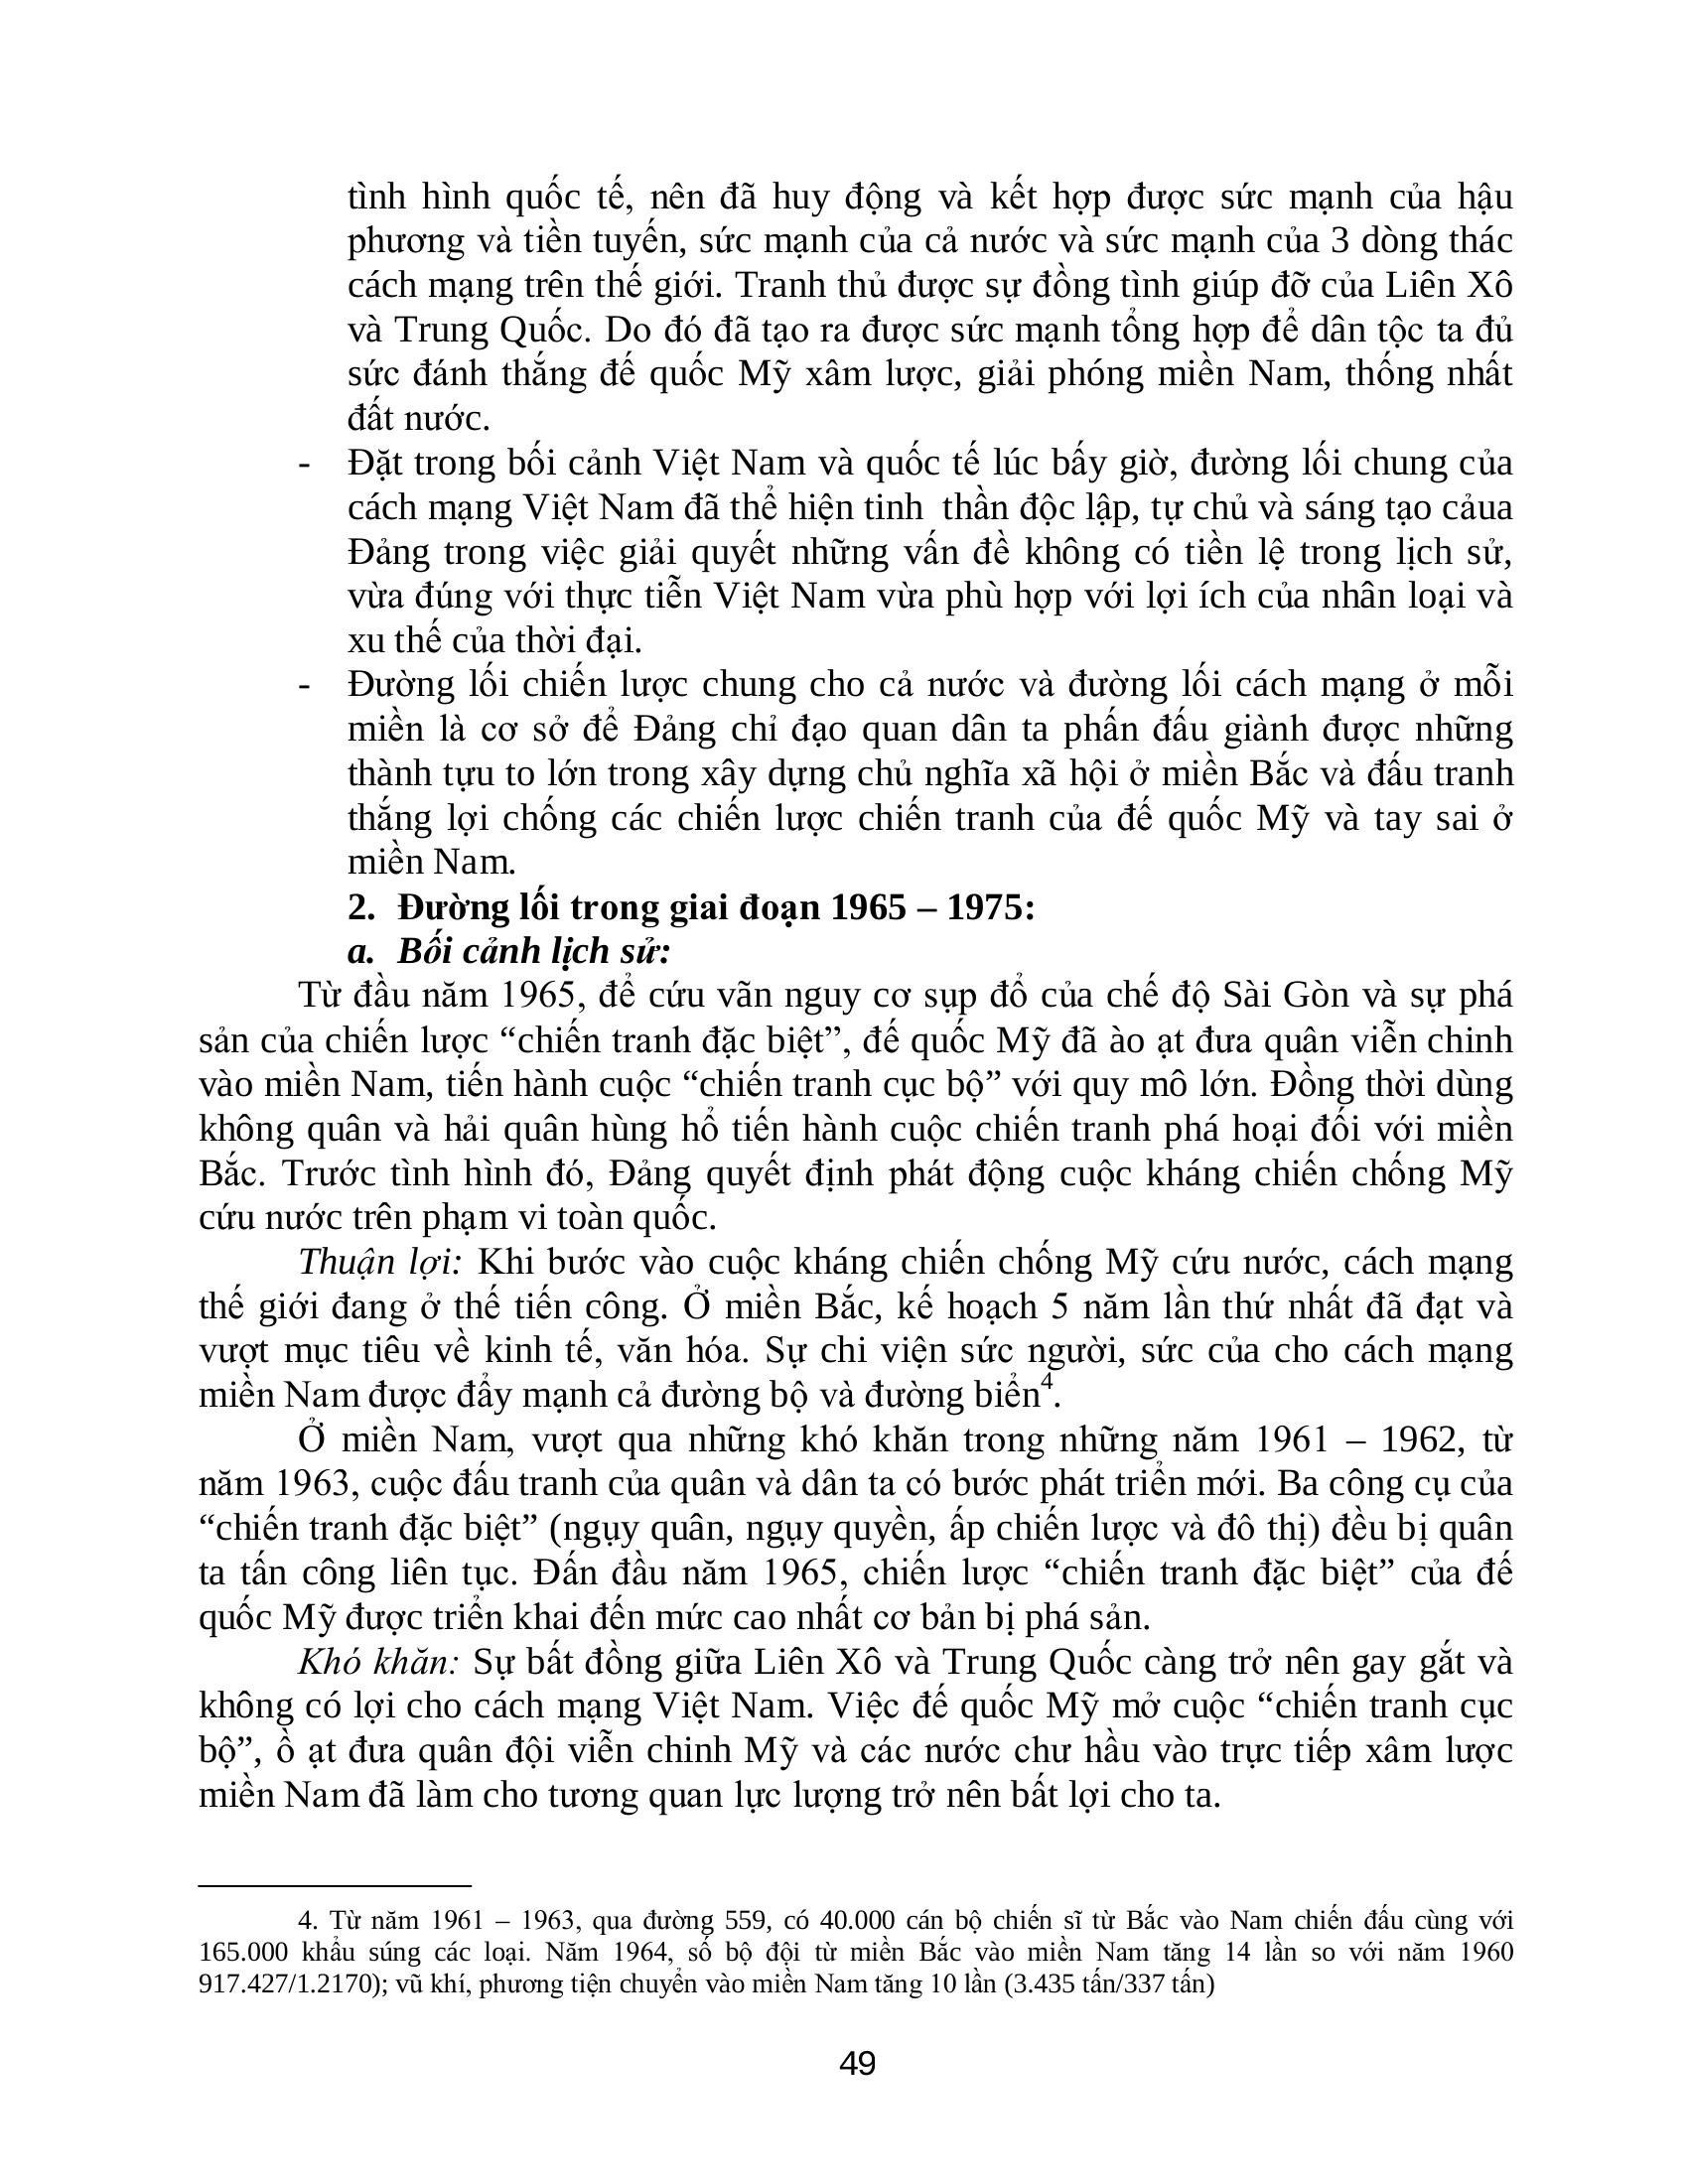 tình hình quốc tế, nên đã huy động và kết hợp được sức mạnh của hậu
phương và tiền tuyến, sức mạnh của cả nước và sức mạnh của 3 dòng thác
cách mạng trên thế giới. Tranh thủ được sự đồng tình giúp đỡ của Liên Xô
và Trung Quốc. Do đó đã tạo ra được sức mạnh tổng hợp để dân tộc ta đủ
sức đánh thắng đế quốc Mỹ xâm lược, giải phóng miền Nam, thống nhất
đất nước.
- Đặt trong bối cảnh Việt Nam và quốc tế lúc bấy giờ, đường lối chung của
cách mạng Việt Nam đã thể hiện tinh  thần độc lập, tự chủ và sáng tạo cảua
Đảng trong việc giải quyết những vấn đề không có tiền lệ trong lịch sử,
vừa đúng với thực tiễn Việt Nam vừa phù hợp với lợi ích của nhân loại và
xu thế của thời đại.
- Đường lối chiến lược chung cho cả nước và đường lối cách mạng ở mỗi
miền là cơ sở để Đảng chỉ đạo quan dân ta phấn đấu giành được những
thành tựu to lớn trong xây dựng chủ nghĩa xã hội ở miền Bắc và đấu tranh
thắng lợi chống các chiến lược chiến tranh của đế quốc Mỹ và tay sai ở
miền Nam.
2. Đường lối trong giai đoạn 1965 – 1975:
a. Bối cảnh lịch sử:
Từ đầu năm 1965, để cứu vãn nguy cơ sụp đổ của chế độ Sài Gòn và sự phá
sản của chiến lược “chiến tranh đặc biệt”, đế quốc Mỹ đã ào ạt đưa quân viễn chinh
vào miền Nam, tiến hành cuộc “chiến tranh cục bộ” với quy mô lớn. Đồng thời dùng
không quân và hải quân hùng hổ tiến hành cuộc chiến tranh phá hoại đối với miền
Bắc. Trước tình hình đó, Đảng quyết định phát động cuộc kháng chiến chống Mỹ
cứu nước trên phạm vi toàn quốc.
Thuận lợi: Khi bước vào cuộc kháng chiến chống Mỹ cứu nước, cách mạng
thế giới đang ở thế tiến công. Ở miền Bắc, kế hoạch 5 năm lần thứ nhất đã đạt và
vượt mục tiêu về kinh tế, văn hóa. Sự chi viện sức người, sức của cho cách mạng
miền Nam được đẩy mạnh cả đường bộ và đường biển4.
Ở miền Nam, vượt qua những khó khăn trong những năm 1961 – 1962, từ
năm 1963, cuộc đấu tranh của quân và dân ta có bước phát triển mới. Ba công cụ của
“chiến tranh đặc biệt” (ngụy quân, ngụy quyền, ấp chiến lược và đô thị) đều bị quân
ta tấn công liên tục. Đấn đầu năm 1965, chiến lược “chiến tranh đặc biệt” của đế
quốc Mỹ được triển khai đến mức cao nhất cơ bản bị phá sản.
Khó khăn: Sự bất đồng giữa Liên Xô và Trung Quốc càng trở nên gay gắt và
không có lợi cho cách mạng Việt Nam. Việc đế quốc Mỹ mở cuộc “chiến tranh cục
bộ”, ồ ạt đưa quân đội viễn chinh Mỹ và các nước chư hầu vào trực tiếp xâm lược
miền Nam đã làm cho tương quan lực lượng trở nên bất lợi cho ta.
4. Từ năm 1961 – 1963, qua đường 559, có 40.000 cán bộ chiến sĩ từ Bắc vào Nam chiến đấu cùng với
165.000 khẩu súng các loại. Năm 1964, số bộ đội từ miền Bắc vào miền Nam tăng 14 lần so với năm 1960
917.427/1.2170); vũ khí, phương tiện chuyển vào miền Nam tăng 10 lần (3.435 tấn/337 tấn)
49